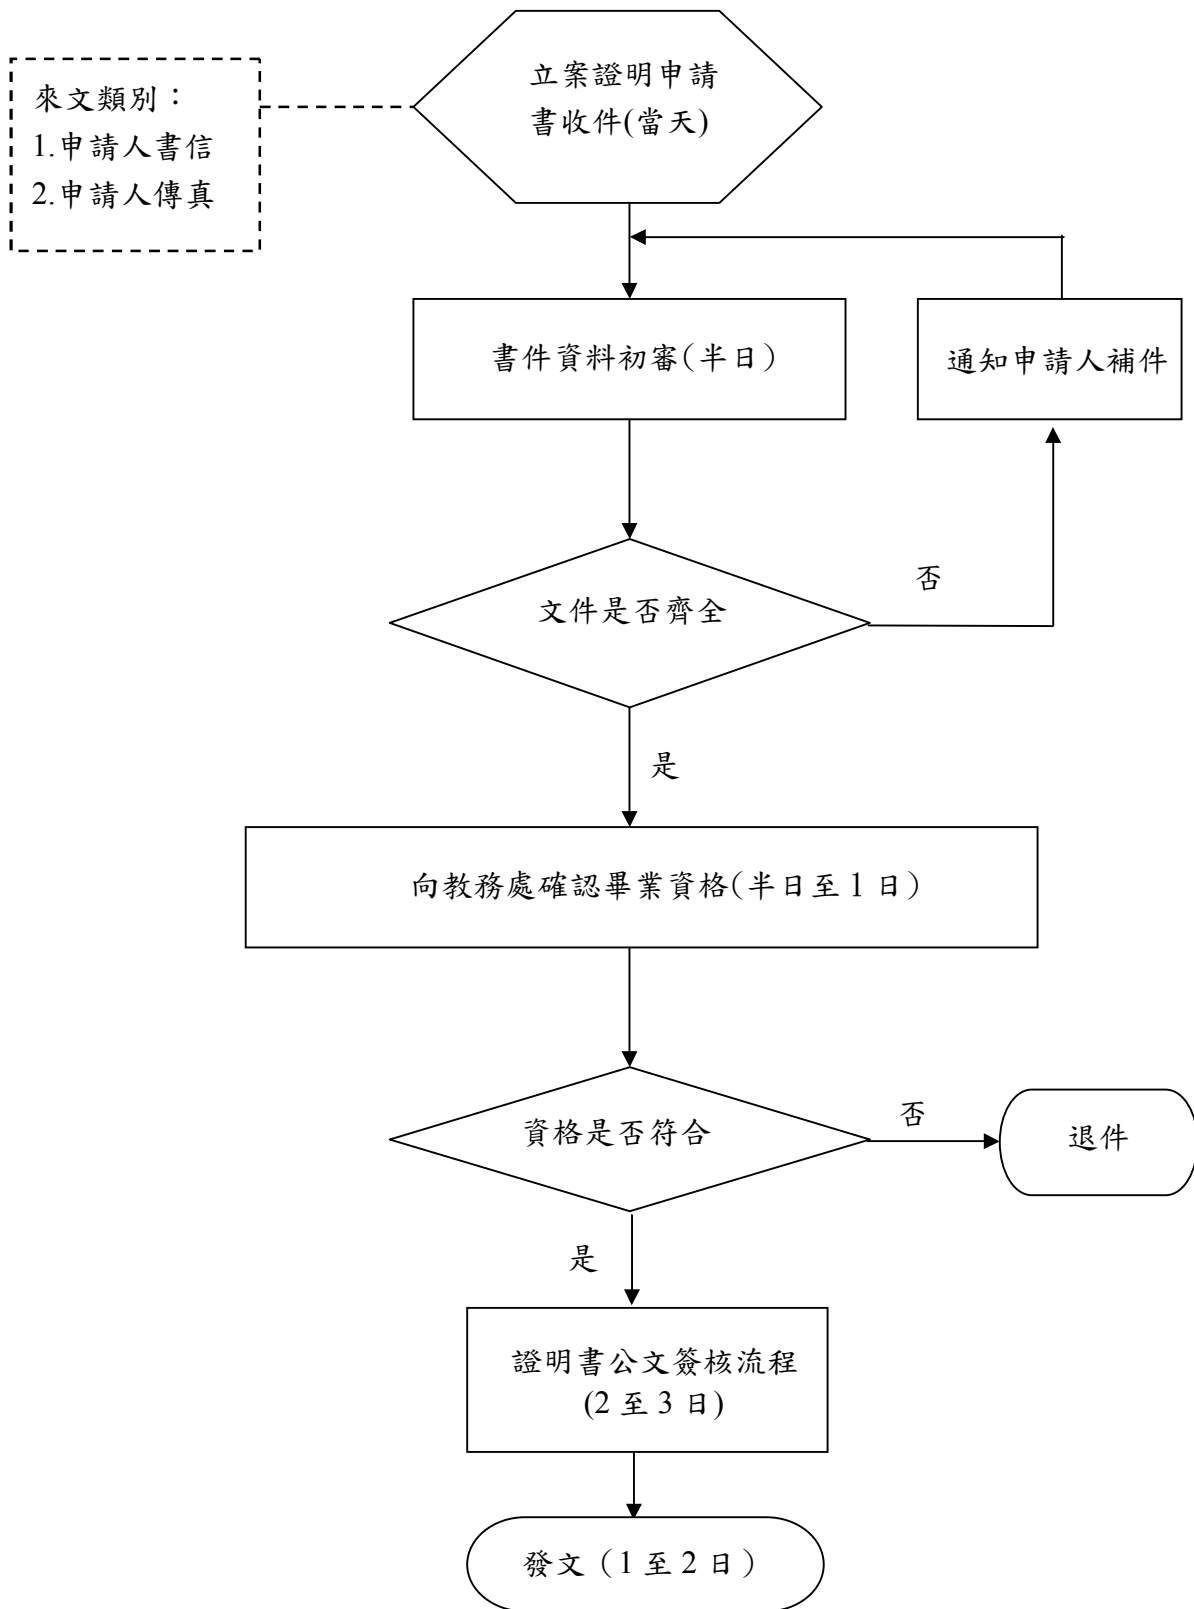 立案證明申請
書收件(當天)
來文類別：
1.申請人書信
2.申請人傳真
書件資料初審(半日)
通知申請人補件
文件是否齊全
否
是
向教務處確認畢業資格(半日至 1 日)
資格是否符合
否
退件
是
證明書公文簽核流程
(2 至 3 日)
發文（1 至 2 日）